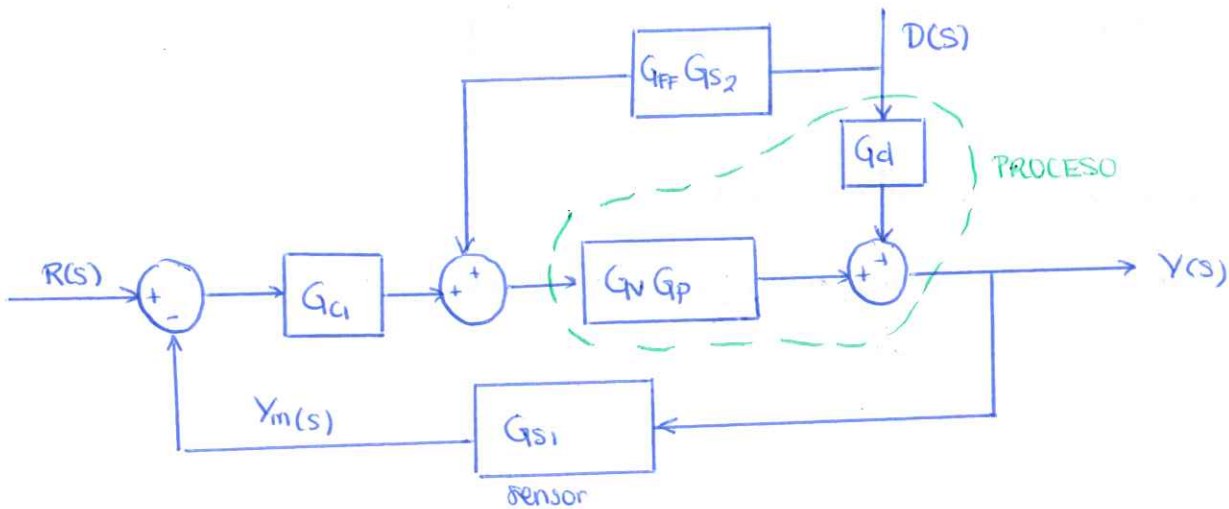 D(S)
GFF GS2
Gd
PROCESO
R(S)
+
-
GC1
+
+
GV Gp
+
+
Y(S)
Ym(S)
GS1
sensor